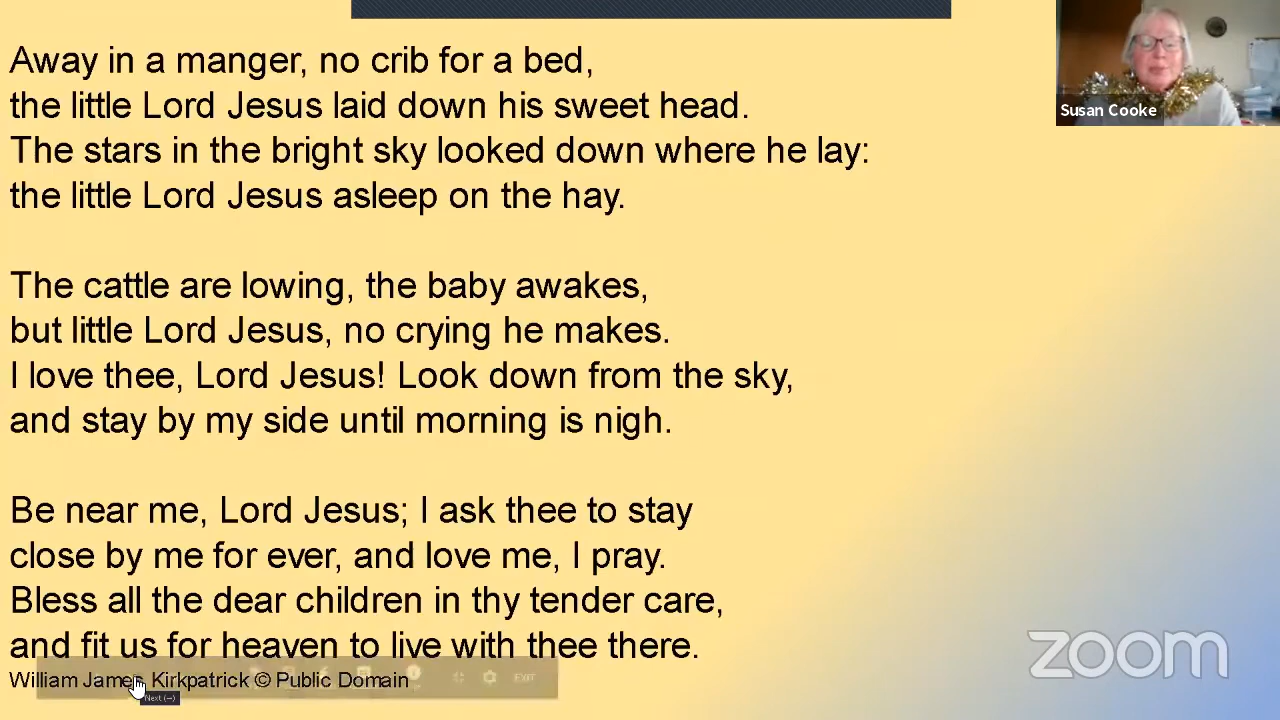 Away in a manger, no crib for a bed,
the little Lord Jesus laid down his sweet head.
The stars in the bright sky looked down where he lay:
the little Lord Jesus asleep on the hay.
The cattle are lowing, the baby awakes,
but little Lord Jesus, no crying he makes.
I love thee, Lord Jesus! Look down from the sky,
and stay by my side until morning is nigh.
Be near me, Lord Jesus; I ask thee to stay
close by me for ever, and love me, I pray.
Bless all the dear children in thy tender care,
and fit us for heaven to live with thee there.
William James Kirkpatrick © Public Domain
EXIT
Next (→)
Susan Cooke
zoom